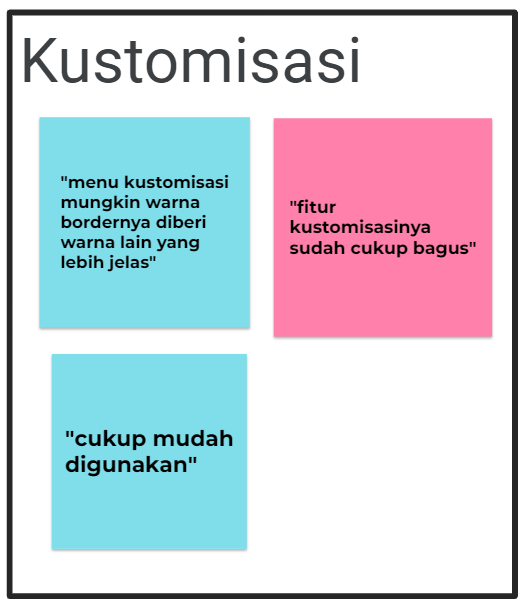 Kustomisasi
"menu kustomisasi
mungkin warna
bordernya diberi
warna lain yang
lebih jelas"
"fitur
kustomisasinya
sudah cukup bagus"
"cukup mudah
digunakan"